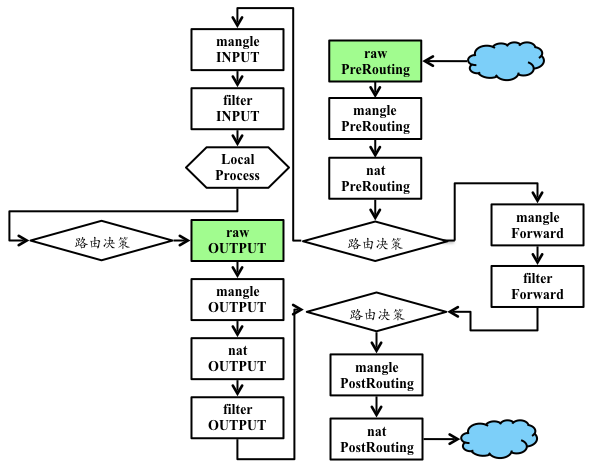 mangle
INPUT
filter
INPUT
Local
Process
路由决策
raw
OUTPUT
mangle
OUTPUT
nat
OUTPUT
filter
OUTPUT
raw
PreRouting
mangle
PreRouting
nat
PreRouting
路由决策
mangle
Forward
filter
Forward
路由决策
mangle
PostRouting
nat
PostRouting